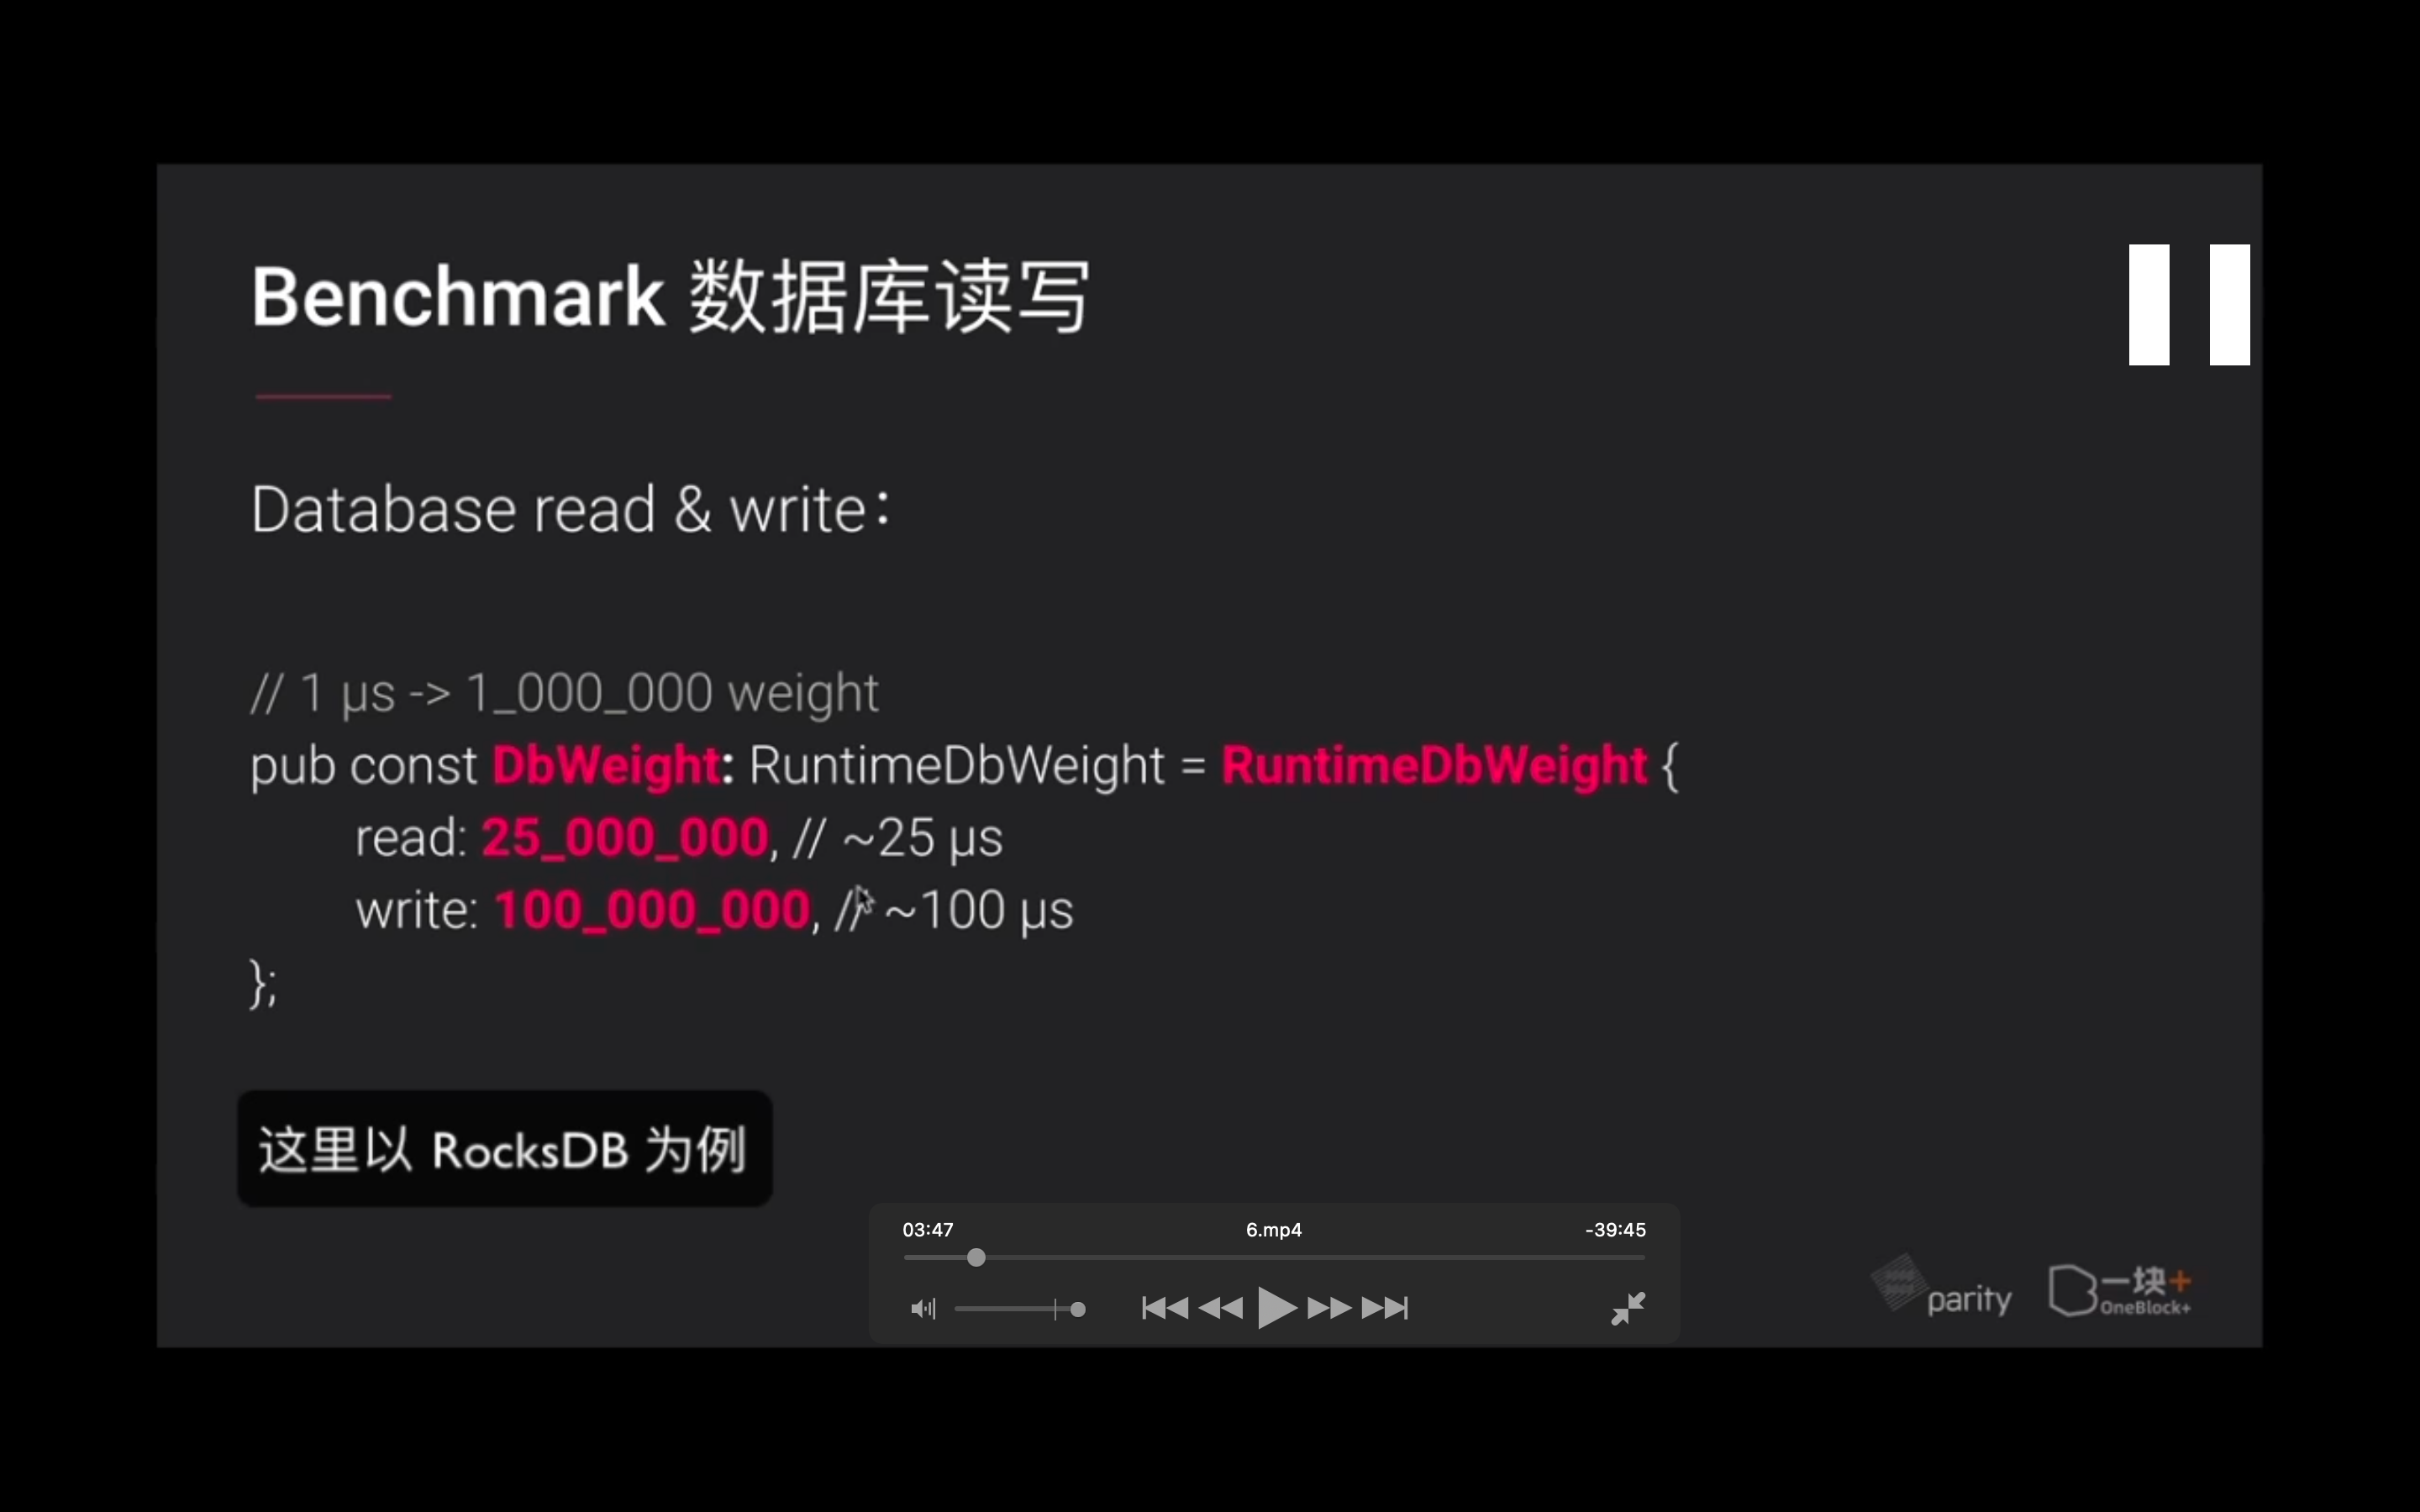 Benchmark 数据库读写
Database read & write：
// 1 μs -> 1_000_000 weight
pub const DbWeight: RuntimeDbWeight = RuntimeDbWeight {
read: 25_000_000, // ~25 μs
write: 100_000_000, // ~100 μs
};
这里以 RocksDB 为例
03:47
6.mp4
-39:45
parity
一块+
OneBlock+